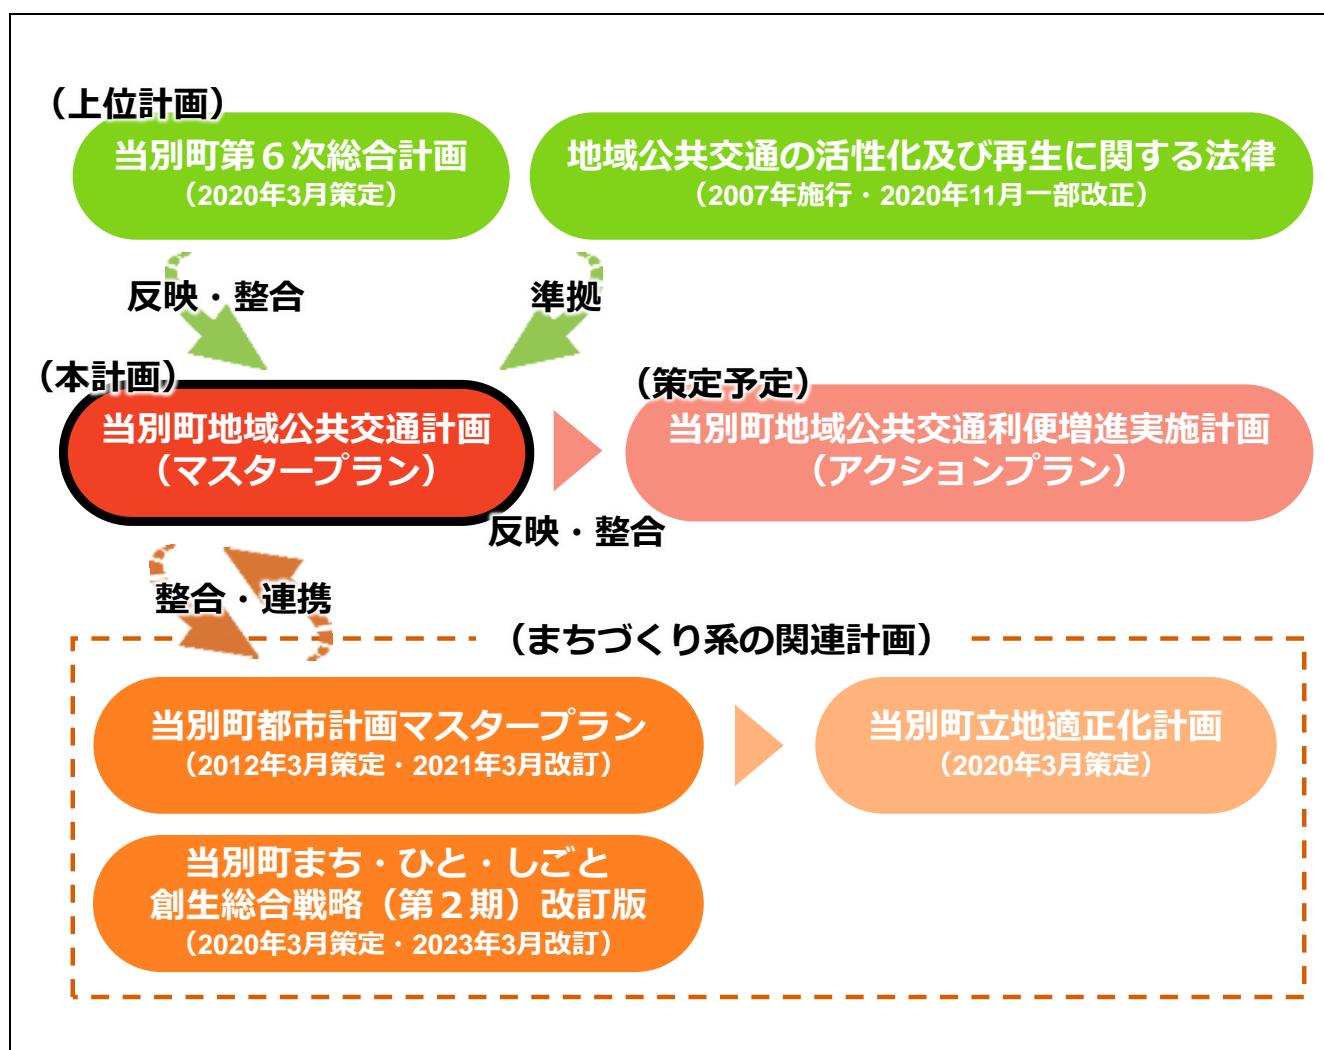 （上位計画）
当別町第６次総合計画
（2020年3月策定）
地域公共交通の活性化及び再生に関する法律
（2007年施行・2020年11月一部改正）
反映・整合
準拠
（本計画）
当別町地域公共交通計画
（マスタープラン）
（策定予定）
当別町地域公共交通利便増進実施計画
（アクションプラン）
反映・整合
整合・連携
（まちづくり系の関連計画）
当別町都市計画マスタープラン
（2012年3月策定・2021年3月改訂）
当別町立地適正化計画
（2020年3月策定）
当別町まち・ひと・しごと
創生総合戦略（第２期）改訂版
（2020年3月策定・2023年3月改訂）